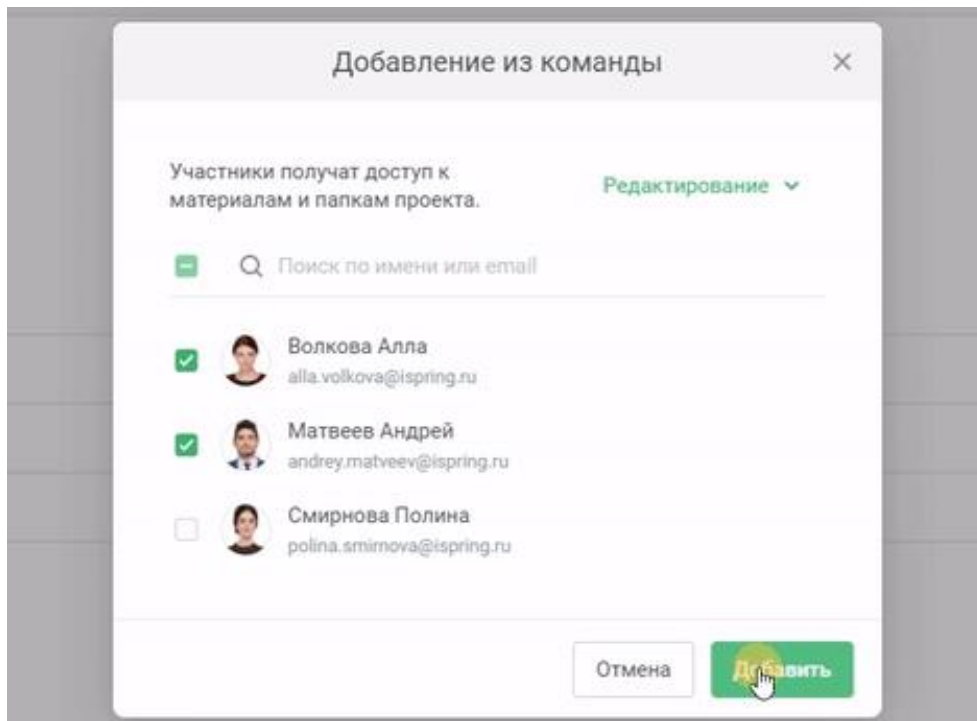 Добавление из команды
Участники получат доступ к
материалам и папкам проекта.
Редактирование
Поиск по имени или email
Волкова Алла
alla.volkova@ispring.ru
Матвеев Андрей
andrey.matveev@ispring.ru
Смирнова Полина
polina.smirnova@ispring.ru
Отмена
Добавить